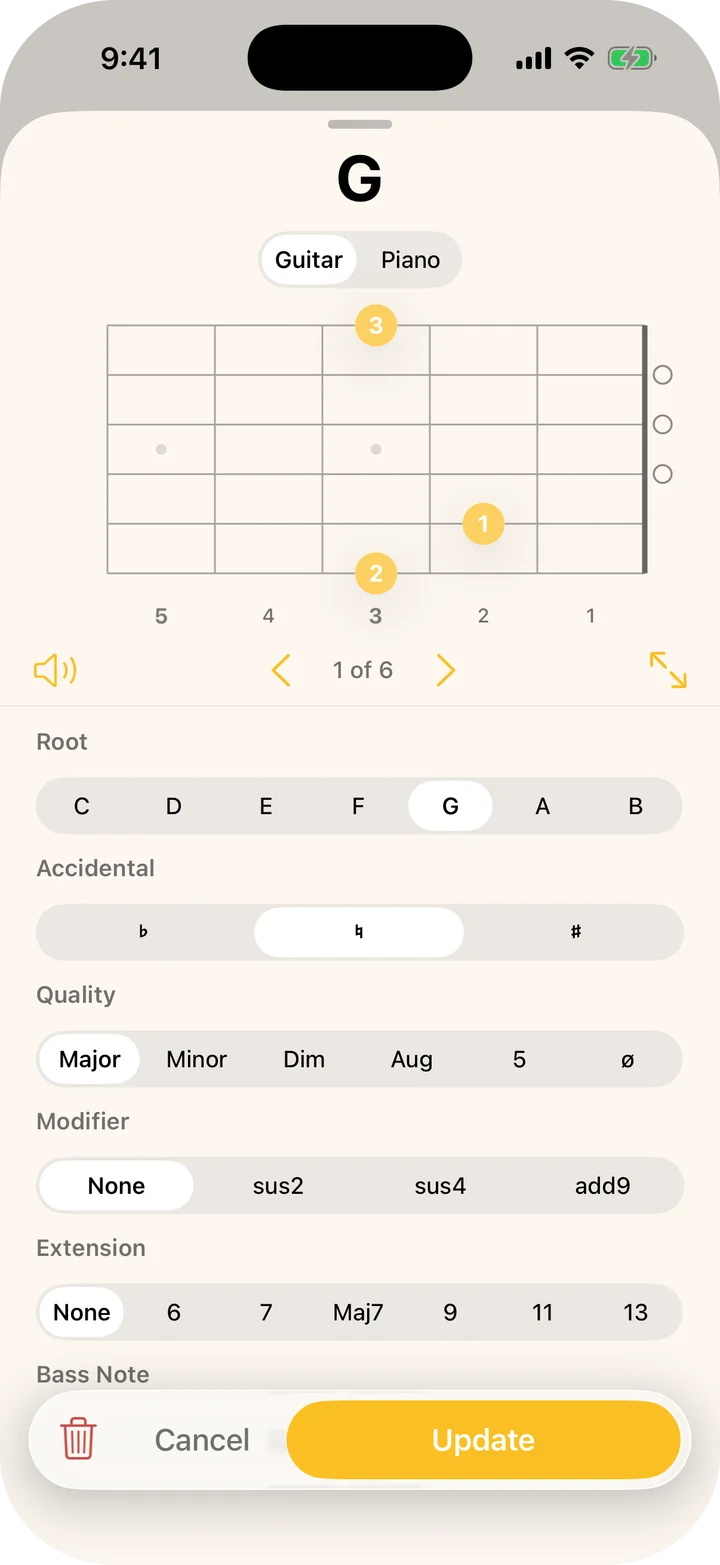 9:41
G
Guitar Piano
3
1
2
5 4 3 2 1
1 of 6
Root
C D E F G A B
Accidental
♭ ♮ ♯
Quality
Major Minor Dim Aug 5 ø
Modifier
None sus2 sus4 add9
Extension
None 6 7 Maj7 9 11 13
Bass Note
Cancel Update